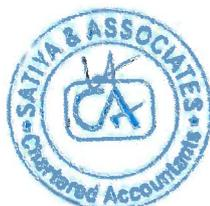 SATIYA & ASSOCIATES
CA
Chartered Accountants